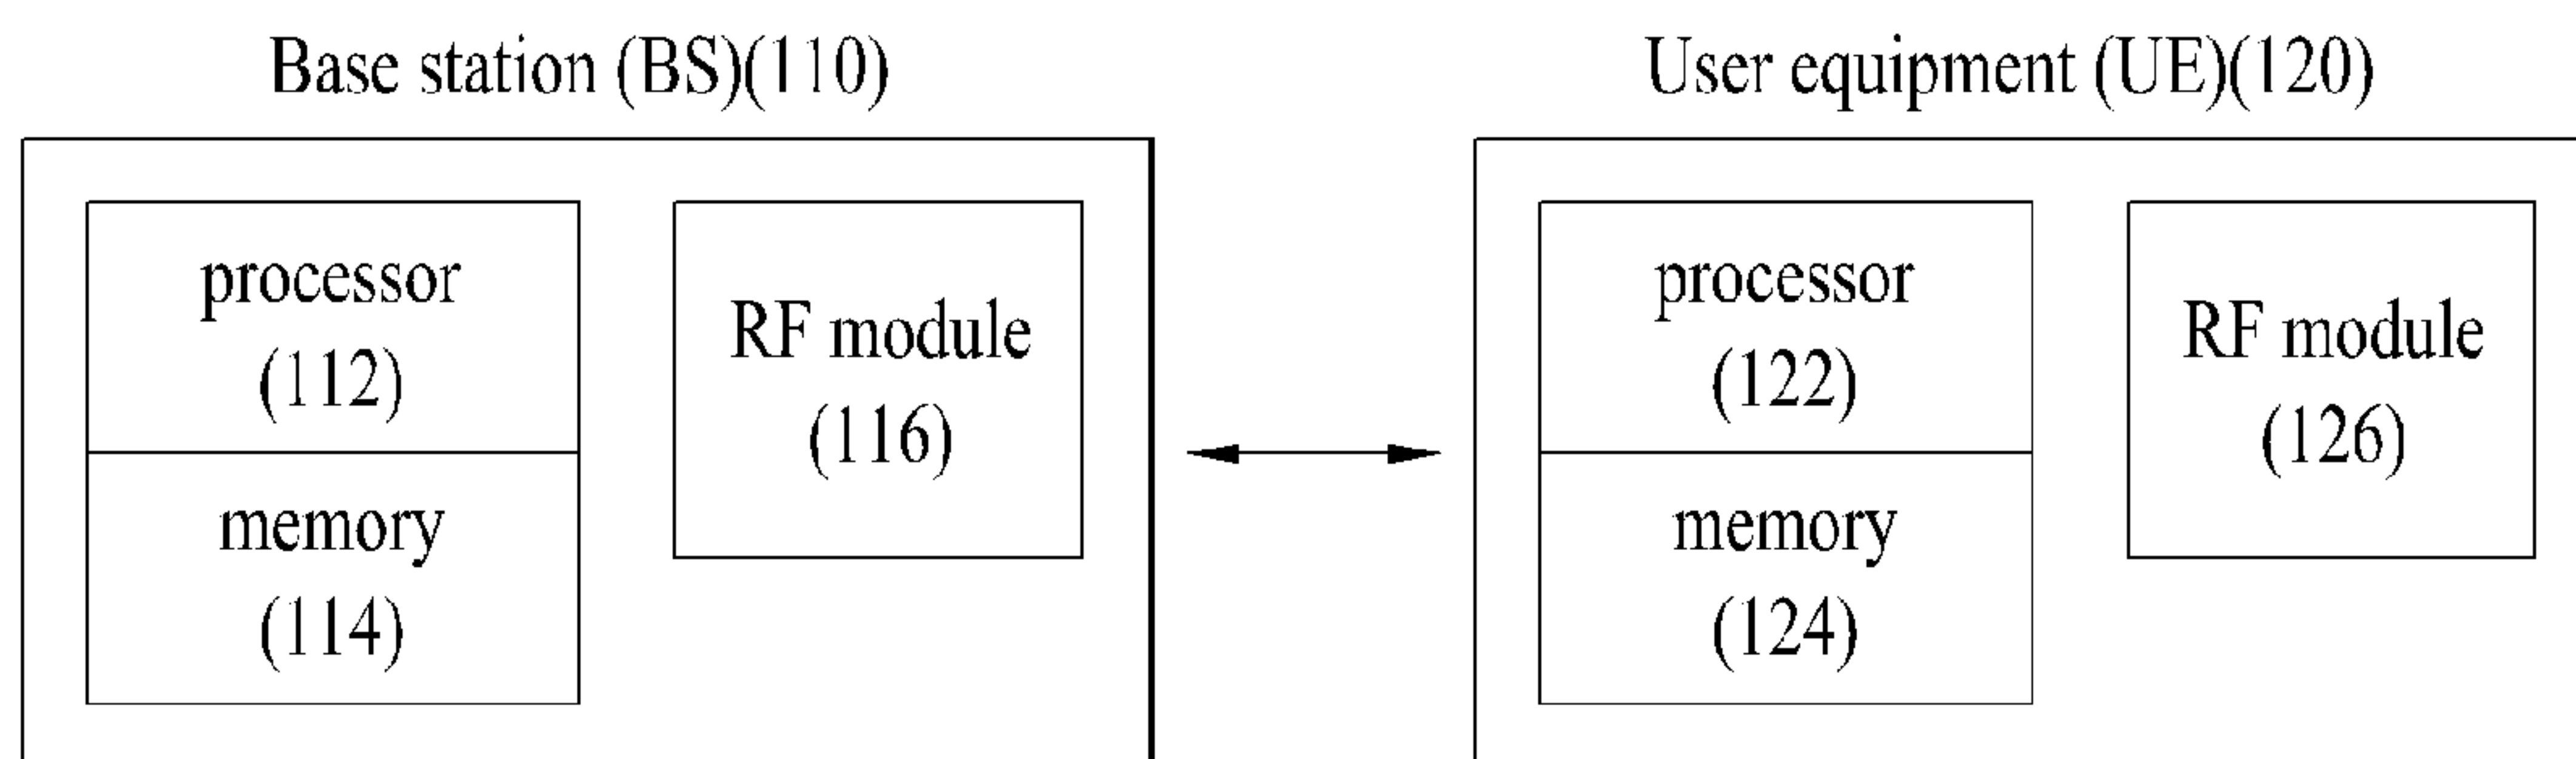 Base station (BS)(110)
processor
(112)
memory
(114)
RF module
(116)
User equipment (UE)(120)
processor
(122)
memory
(124)
RF module
(126)